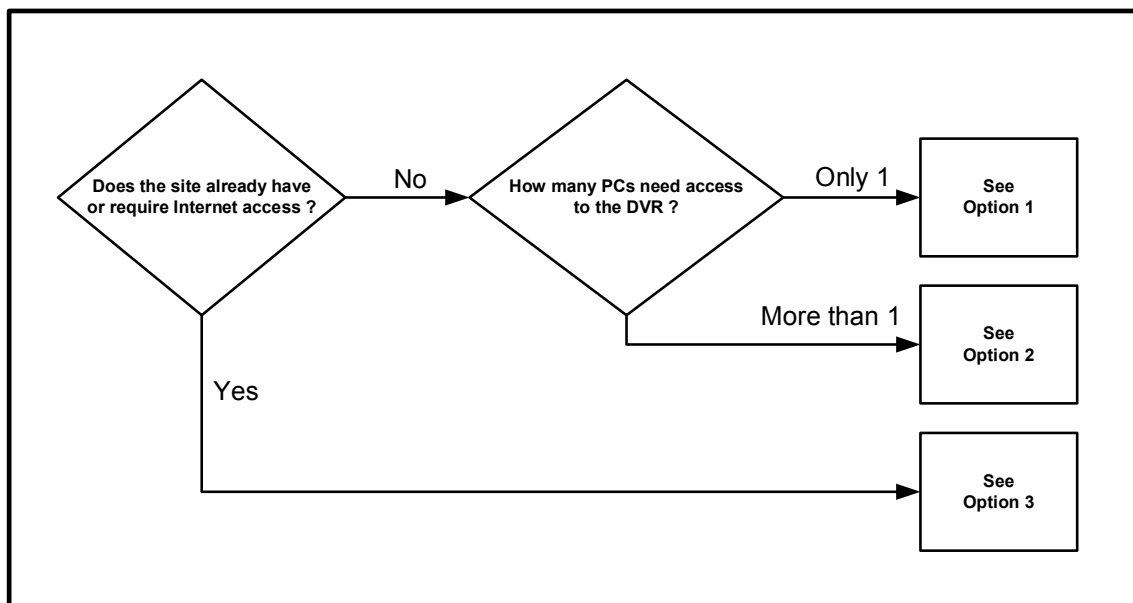 Does the site already have
or require Internet access ?
No
How many PCs need access
to the DVR ?
Only 1
See
Option 1
More than 1
See
Option 2
Yes
See
Option 3